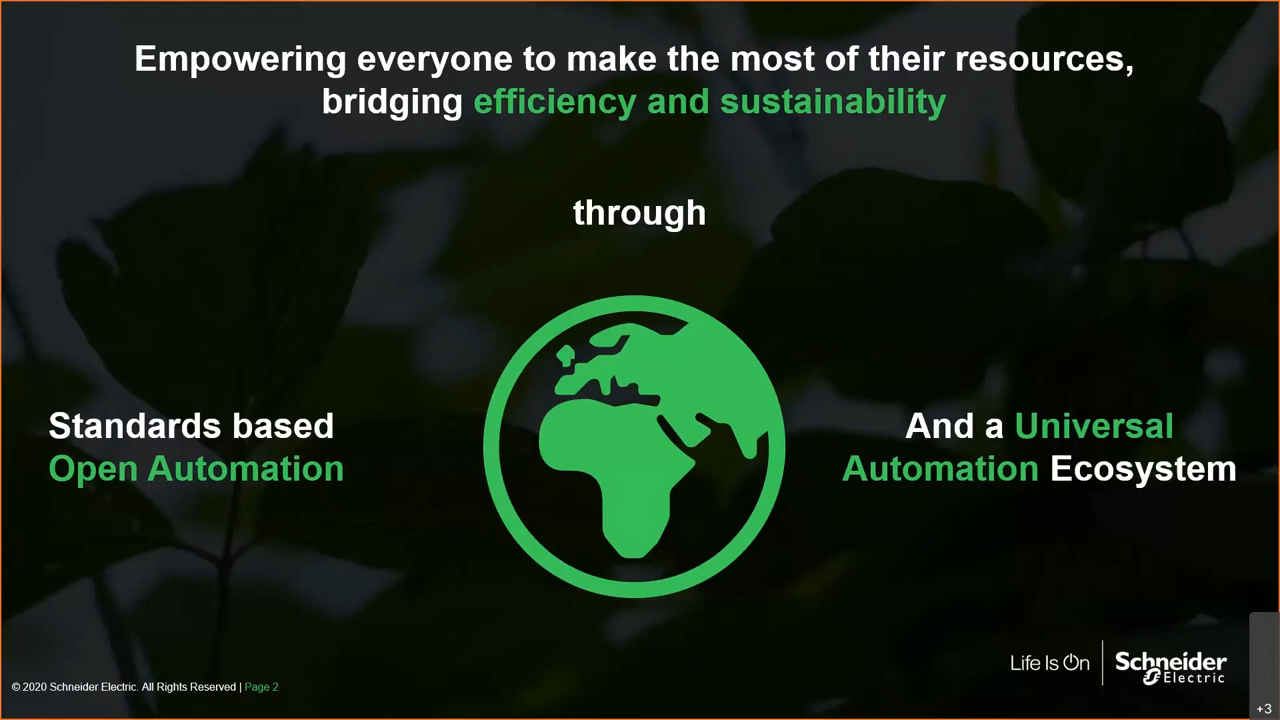 Empowering everyone to make the most of their resources,
bridging efficiency and sustainability
through
Standards based
Open Automation
And a Universal
Automation Ecosystem
Life Is On
Schneider
Electric
© 2020 Schneider Electric. All Rights Reserved | Page 2
+3